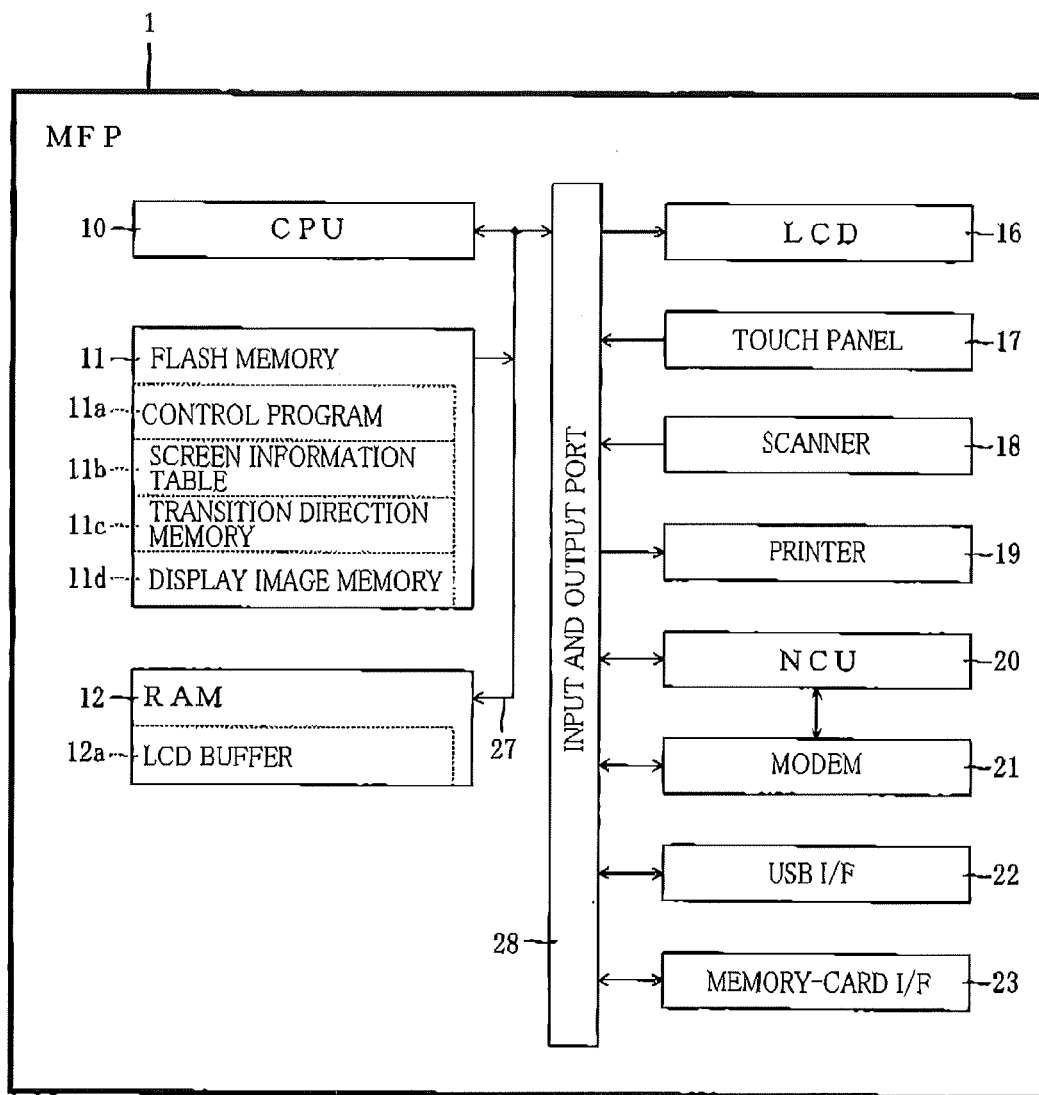 1
MFP
10
CPU
11
FLASH MEMORY
11a
CONTROL PROGRAM
11b
SCREEN INFORMATION
TABLE
11c
TRANSITION DIRECTION
MEMORY
11d
DISPLAY IMAGE MEMORY
12
RAM
12a
LCD BUFFER
27
INPUT AND OUTPUT PORT
28
LCD
16
TOUCH PANEL
17
SCANNER
18
PRINTER
19
NCU
20
MODEM
21
USB I/F
22
MEMORY-CARD I/F
23